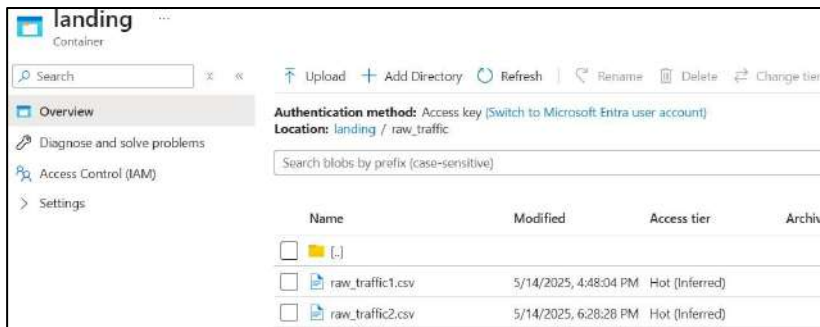 landing ...
Container
Search
Overview
Diagnose and solve problems
Access Control (IAM)
Settings
Upload + Add Directory Refresh Rename Delete Change tier
Authentication method: Access key (Switch to Microsoft Entra user account)
Location: landing / raw_traffic
Search blobs by prefix (case-sensitive)
Name Modified Access tier Archiv
[..]
raw_traffic1.csv 5/14/2025, 4:48:04 PM Hot (Inferred)
raw_traffic2.csv 5/14/2025, 6:28:28 PM Hot (Inferred)